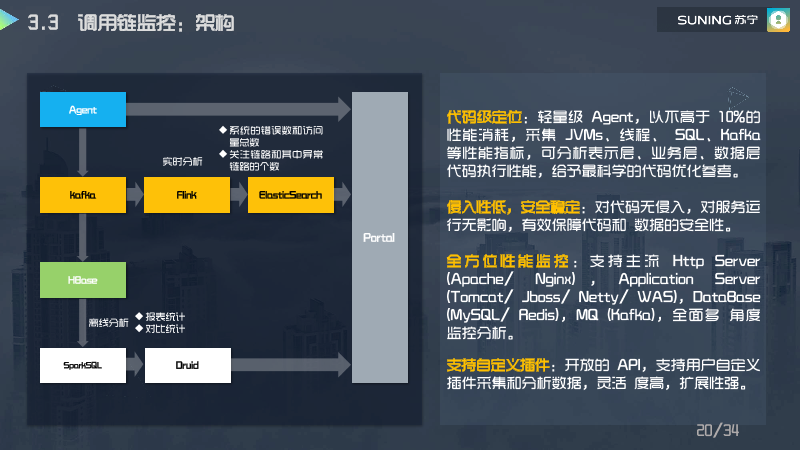 3.3 调用链监控：架构
SUNING 苏宁
Agent
◆ 系统的错误数和访问
量总数
◆ 关注链路和其中异常
链路的个数
实时分析
Kafka
Flink
ElasticSearch
Portal
HBase
离线分析
◆ 报表统计
◆ 对比统计
SparkSQL
Druid
代码级定位：轻量级 Agent，以不高于 10%的
性能消耗，采集 JVMs、线程、 SQL、Kafka
等性能指标，可分析表示层、业务层、数据层
代码执行性能，给予最科学的代码优化参考。
侵入性低，安全稳定：对代码无侵入，对服务运
行无影响，有效保障代码和 数据的安全性。
全方位性能监控：支持主流 Http Server
(Apache/ Nginx) , Application Server
(Tomcat/ Jboss/ Netty/ WAS), DataBase
(MySQL/ Redis), MQ (Kafka)，全面多 角度
监控分析。
支持自定义插件：开放的 API，支持用户自定义
插件采集和分析数据，灵活 度高，扩展性强。
20/34